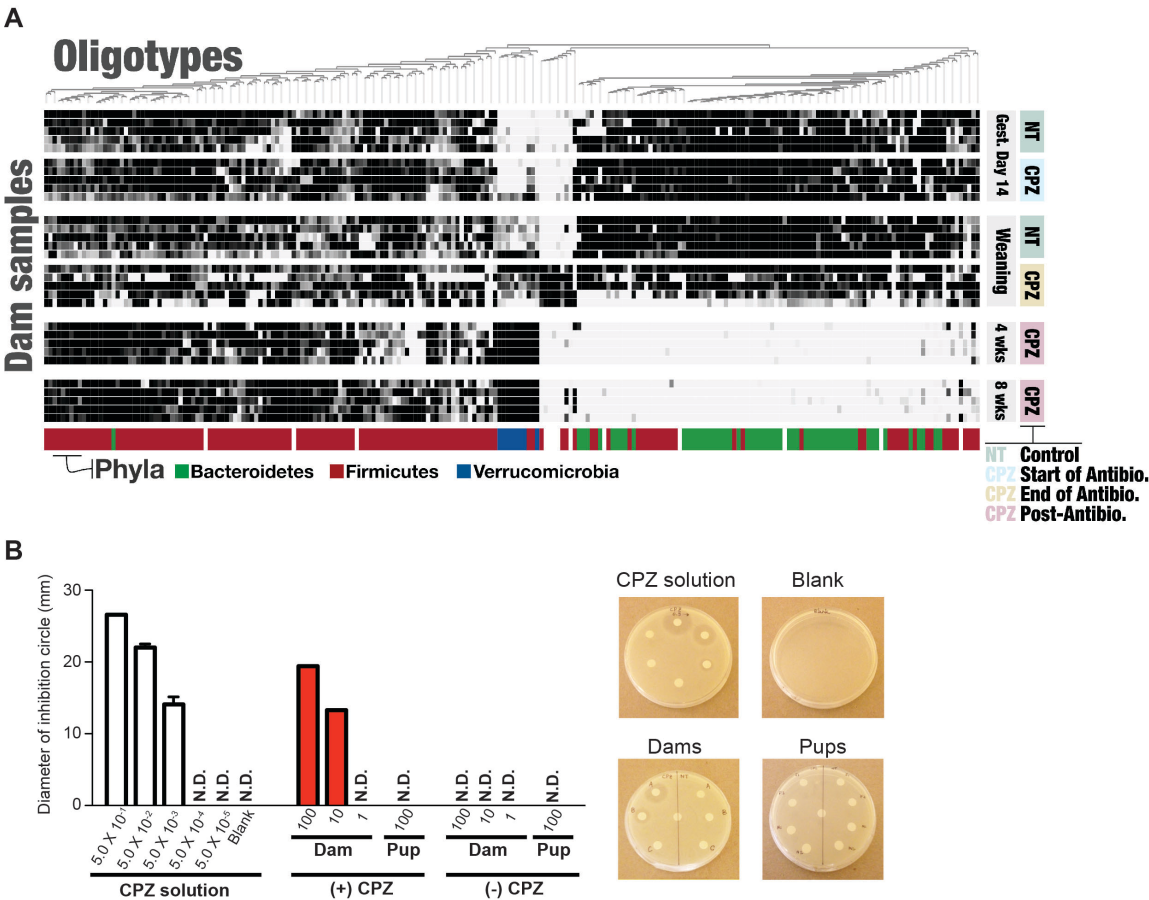 A
Oligotypes
Dam samples
Gest. Day 14
NT
CPZ
Weaning
NT
CPZ
4 wks
CPZ
8 wks
CPZ
Phyla
Bacteroidetes
Firmicutes
Verrucomicrobia
NT Control
CPZ Start of Antibio.
CPZ End of Antibio.
CPZ Post-Antibio.
B
Diameter of inhibition circle (mm)
30
20
10
0
N.D. N.D. N.D. N.D. N.D. N.D. N.D. N.D. N.D.
5.0 X 10⁻¹ 5.0 X 10⁻² 5.0 X 10⁻³ 5.0 X 10⁻⁴ 5.0 X 10⁻⁵ Blank
100 10 1 100 100 10 1 100
Dam Pup Dam Pup
CPZ solution (+) CPZ (-) CPZ
CPZ solution
Blank
Dams
Pups
CPZ
NT
A
A
B
B
C
C